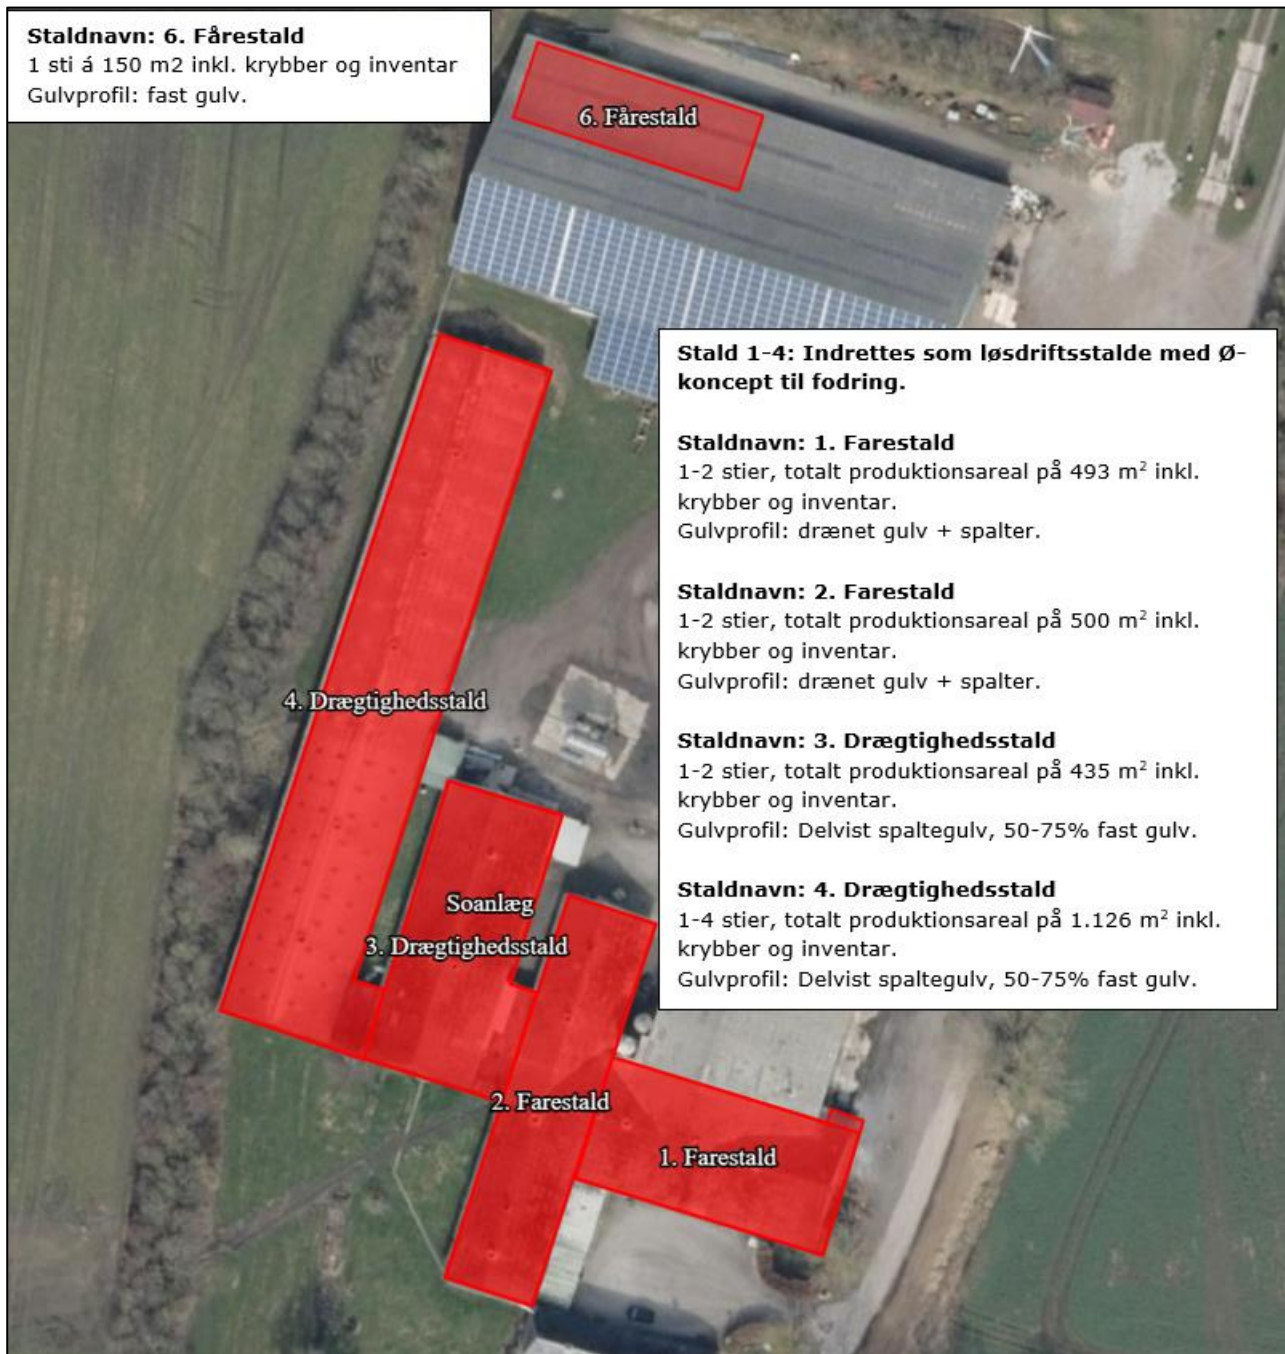 Staldnavn: 6. Fårestald
1 sti á 150 m2 inkl. krybber og inventar
Gulvprofil: fast gulv.
6. Fårestald
Stald 1-4: Indrettes som løsdriftsstalde med Ø-
koncept til fodring.
Staldnavn: 1. Farestald
1-2 stier, totalt produktionsareal på 493 m² inkl.
krybber og inventar.
Gulvprofil: drænet gulv + spalter.
Staldnavn: 2. Farestald
1-2 stier, totalt produktionsareal på 500 m² inkl.
krybber og inventar.
Gulvprofil: drænet gulv + spalter.
Staldnavn: 3. Drægtighedsstald
1-2 stier, totalt produktionsareal på 435 m² inkl.
krybber og inventar.
Gulvprofil: Delvist spaltegulv, 50-75% fast gulv.
Staldnavn: 4. Drægtighedsstald
1-4 stier, totalt produktionsareal på 1.126 m² inkl.
krybber og inventar.
Gulvprofil: Delvist spaltegulv, 50-75% fast gulv.
4. Drægtighedsstald
Soanlæg
3. Drægtighedsstald
2. Farestald
1. Farestald